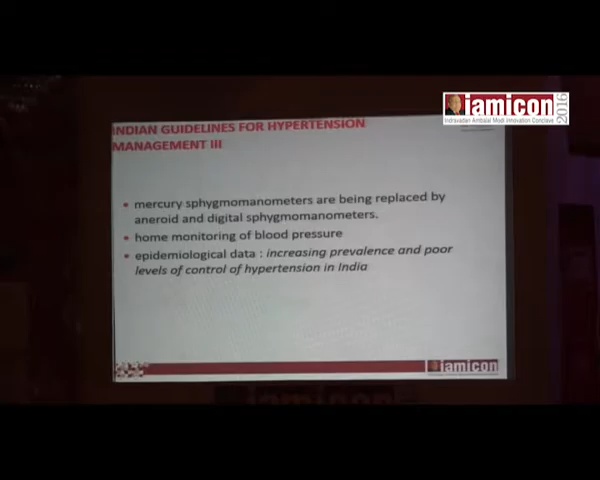 iamicon
2016
Indravadan Ambalal Modi Innovation Conclave
INDIAN GUIDELINES FOR HYPERTENSION
MANAGEMENT III
• mercury sphygmomanometers are being replaced by
aneroid and digital sphygmomanometers.
• home monitoring of blood pressure
• epidemiological data : increasing prevalence and poor
levels of control of hypertension in India
iamicon
iamicon